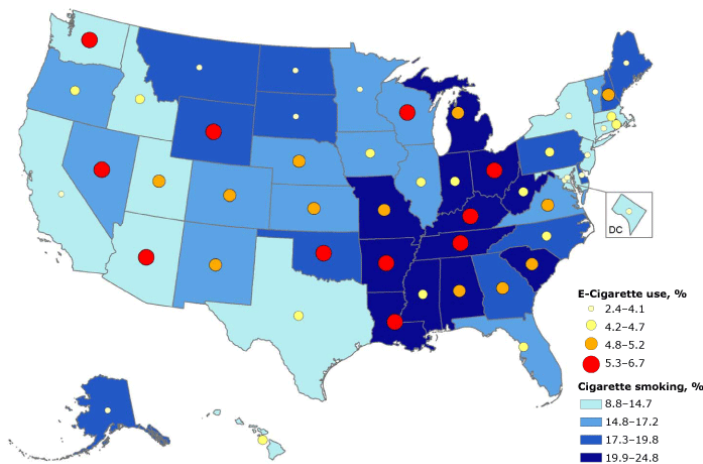 DC
E-Cigarette use, %
2.4–4.1
4.2–4.7
4.8–5.2
5.3–6.7
Cigarette smoking, %
8.8–14.7
14.8–17.2
17.3–19.8
19.9–24.8